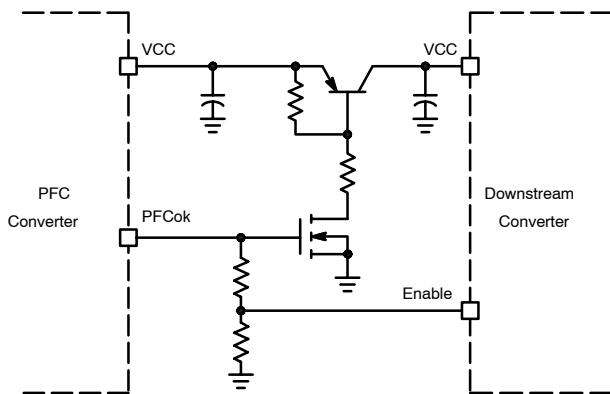 VCC
VCC
PFC
Converter
PFCok
Downstream
Converter
Enable